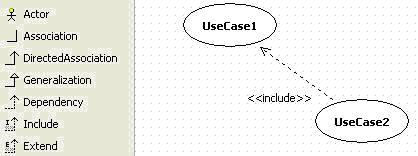 Actor
Association
DirectedAssociation
Generalization
Dependency
Include
Extend
UseCase1
<<include>>
UseCase2